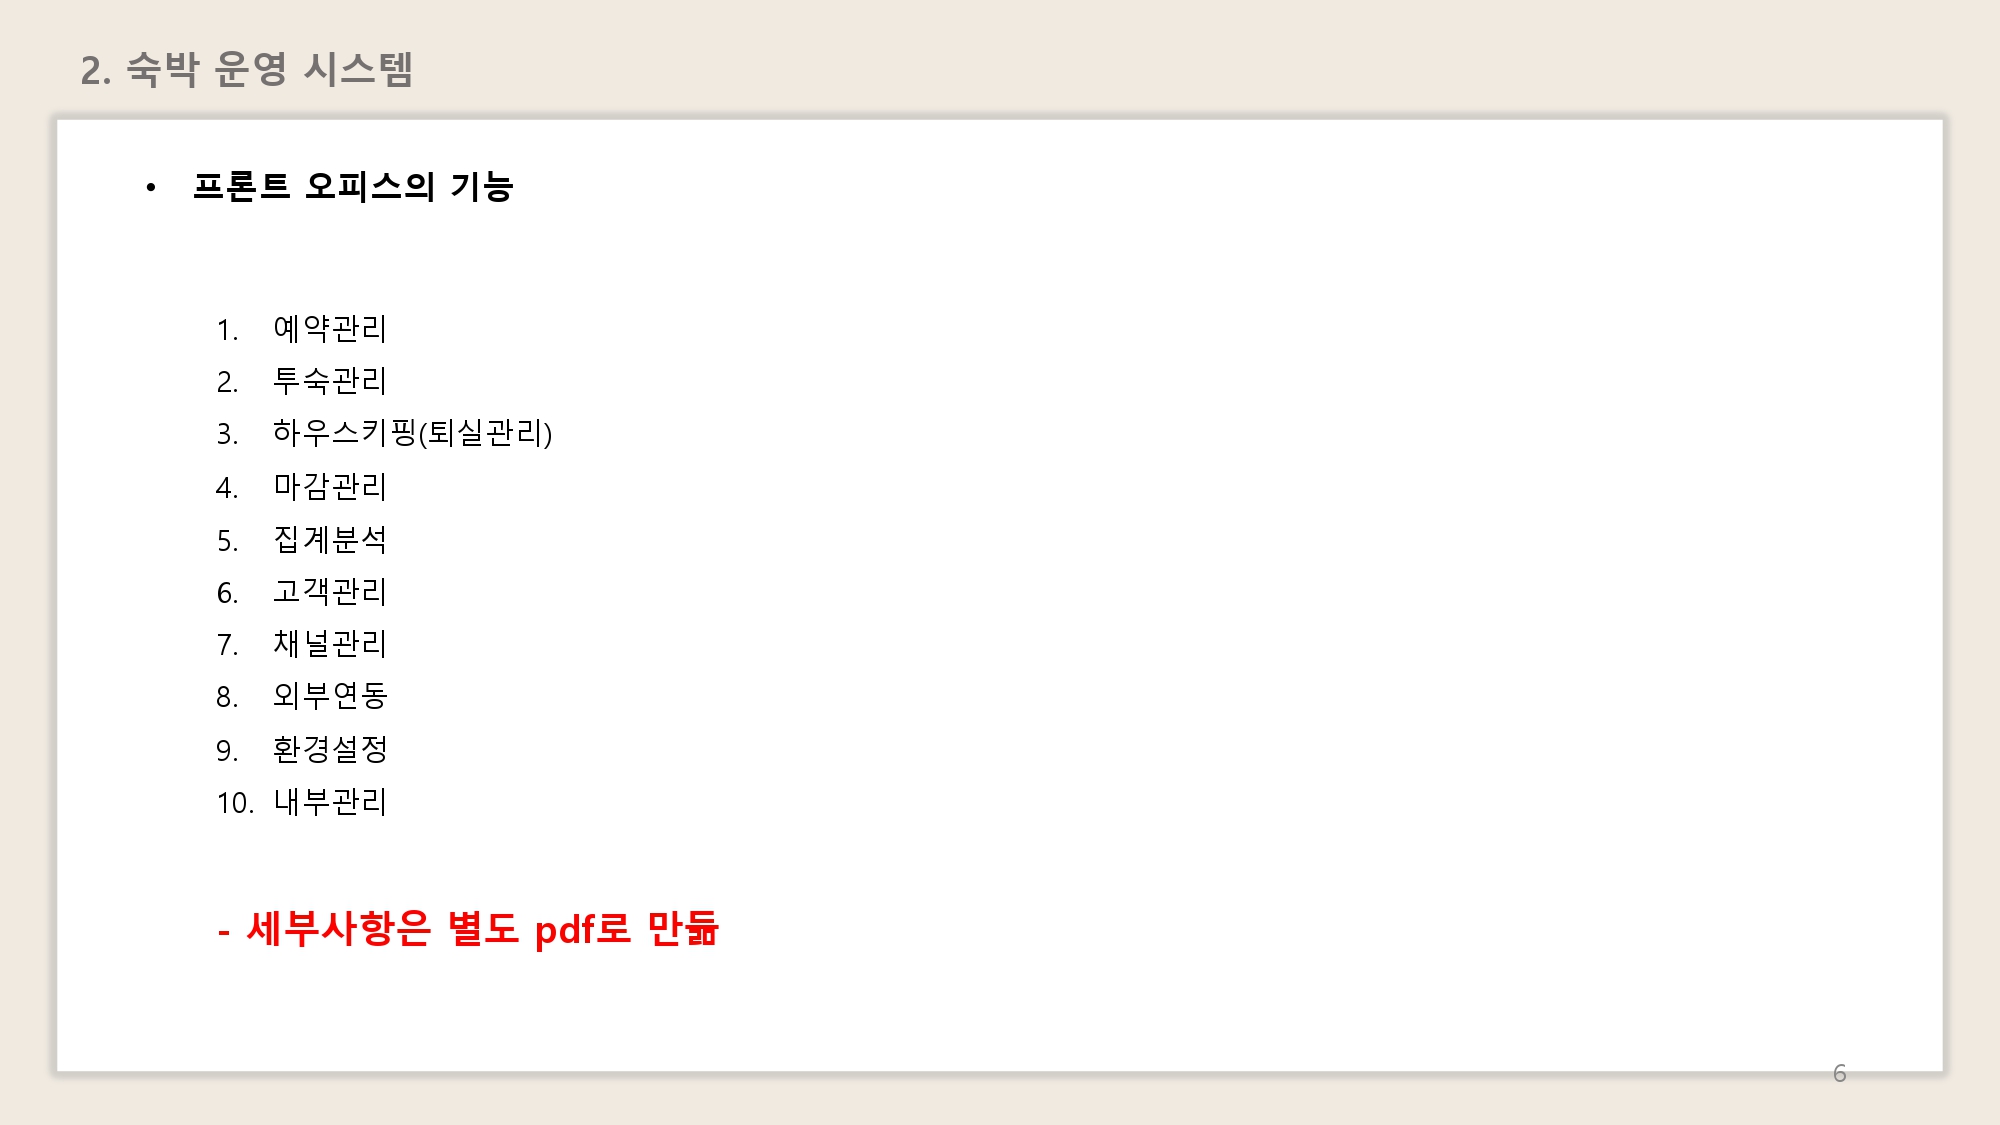 2. 숙박 운영 시스템
• 프론트 오피스의 기능
1. 예약관리
2. 투숙관리
3. 하우스키핑(퇴실관리)
4. 마감관리
5. 집계분석
6. 고객관리
7. 채널관리
8. 외부연동
9. 환경설정
10. 내부관리
- 세부사항은 별도 pdf로 만듦
6